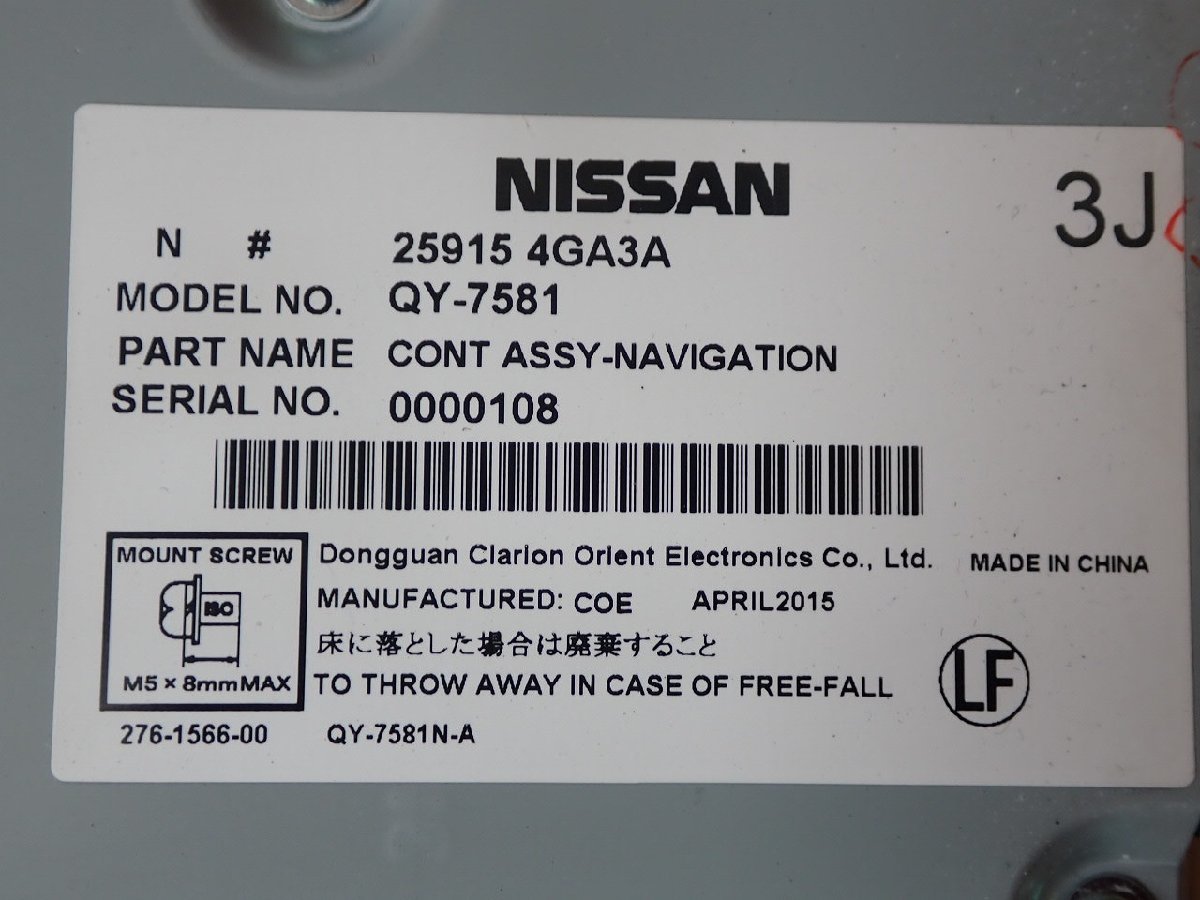 NISSAN
3J
N # 25915 4GA3A
MODEL NO. QY-7581
PART NAME CONT ASSY-NAVIGATION
SERIAL NO. 0000108
MOUNT SCREW
ISO
M5 × 8mm MAX
Dongguan Clarion Orient Electronics Co., Ltd. MADE IN CHINA
MANUFACTURED: COE APRIL2015
床に落とした場合は廃棄すること
TO THROW AWAY IN CASE OF FREE-FALL
LF
276-1566-00 QY-7581N-A